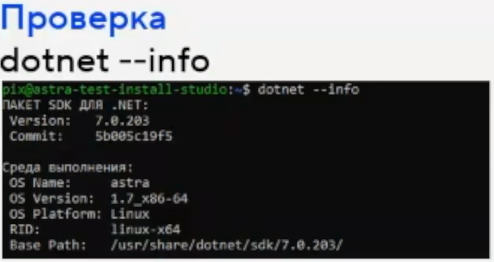 Проверка
dotnet --info
pix@astra-test-install-studio:~$ dotnet --info
ПАКЕТ SDK ДЛЯ .NET:
Version: 7.0.203
Commit: 5b005c19f5
Среда выполнения:
OS Name: astra
OS Version: 1.7_x86-64
OS Platform: Linux
RID: linux-x64
Base Path: /usr/share/dotnet/sdk/7.0.203/